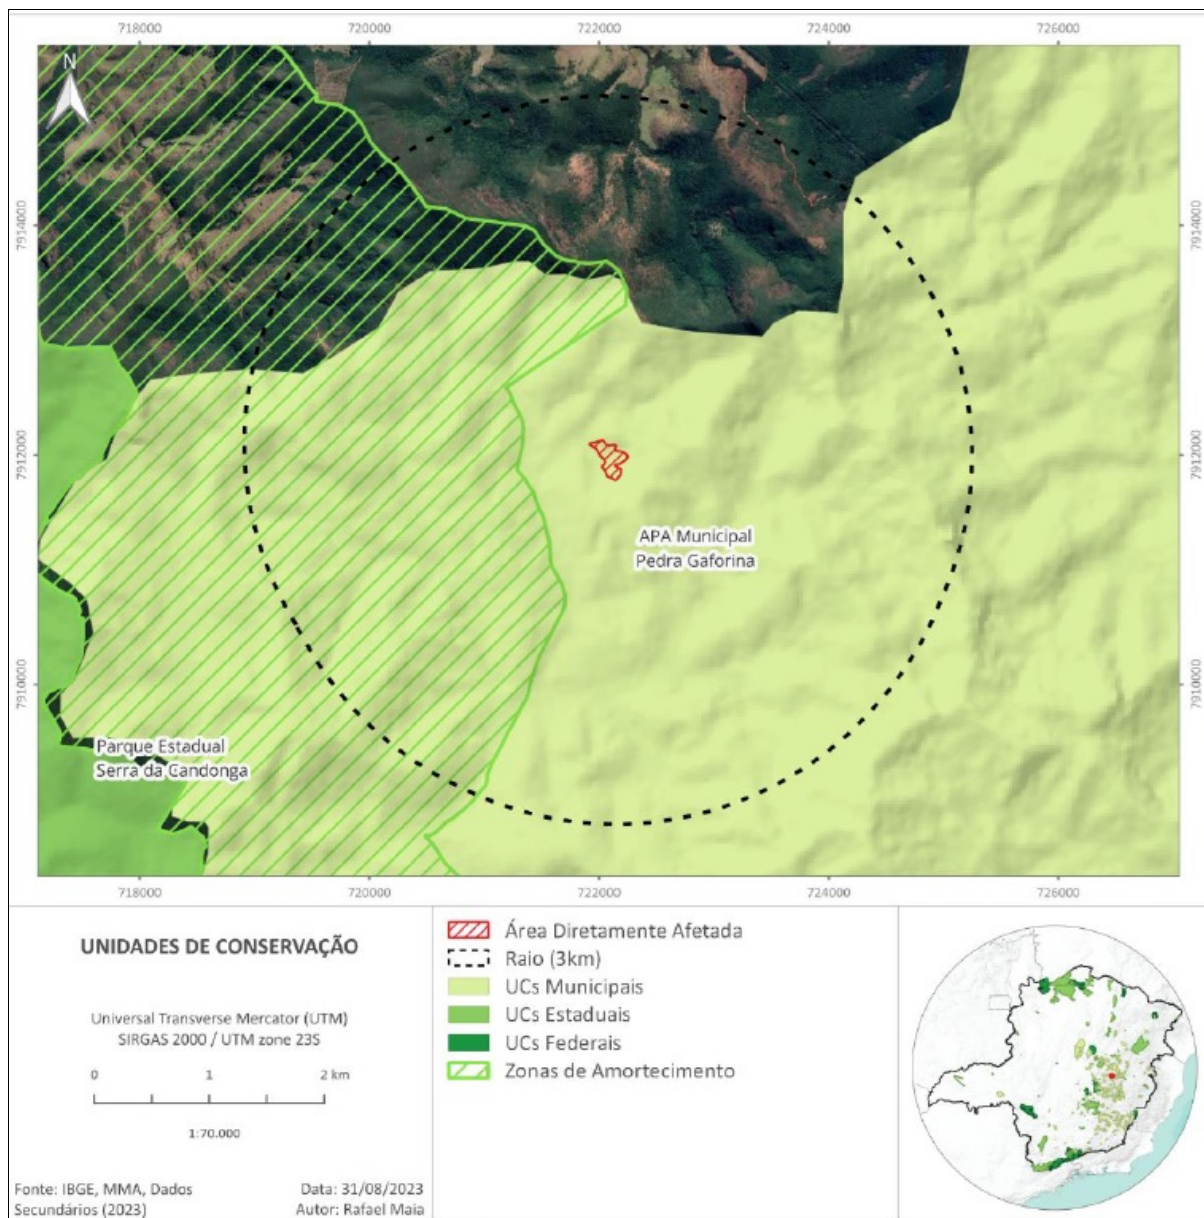 718000 720000 722000 724000 726000
N
7914000 7914000
7912000 7912000
APA Municipal
Pedra Gaforina
7910000 7910000
Parque Estadual
Serra da Candonga
718000 720000 722000 724000 726000
UNIDADES DE CONSERVAÇÃO
Universal Transverse Mercator (UTM)
SIRGAS 2000 / UTM zone 23S
0 1 2 km
1:70.000
Fonte: IBGE, MMA, Dados
Secundários (2023)
Data: 31/08/2023
Autor: Rafael Maia
Área Diretamente Afetada
Raio (3km)
UCs Municipais
UCs Estaduais
UCs Federais
Zonas de Amortecimento